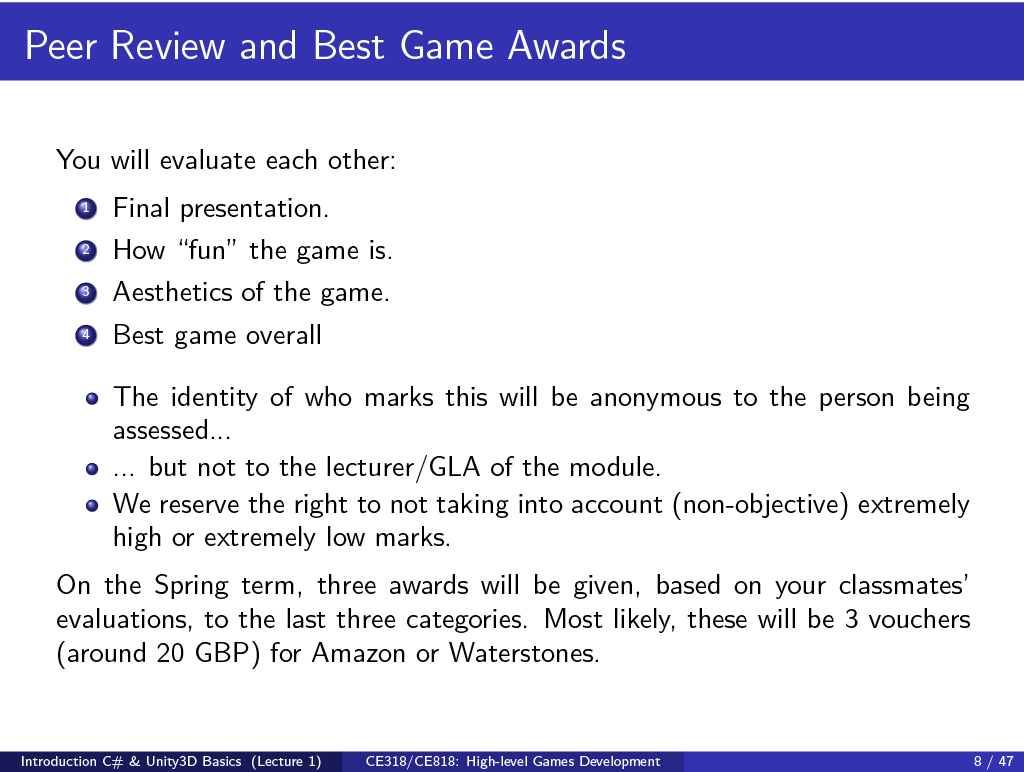 Peer Review and Best Game Awards
You will evaluate each other:
1 Final presentation.
2 How “fun” the game is.
3 Aesthetics of the game.
4 Best game overall
The identity of who marks this will be anonymous to the person being
assessed...
... but not to the lecturer/GLA of the module.
We reserve the right to not taking into account (non-objective) extremely
high or extremely low marks.
On the Spring term, three awards will be given, based on your classmates’
evaluations, to the last three categories. Most likely, these will be 3 vouchers
(around 20 GBP) for Amazon or Waterstones.
Introduction C# & Unity3D Basics (Lecture 1) CE318/CE818: High-level Games Development 8 / 47